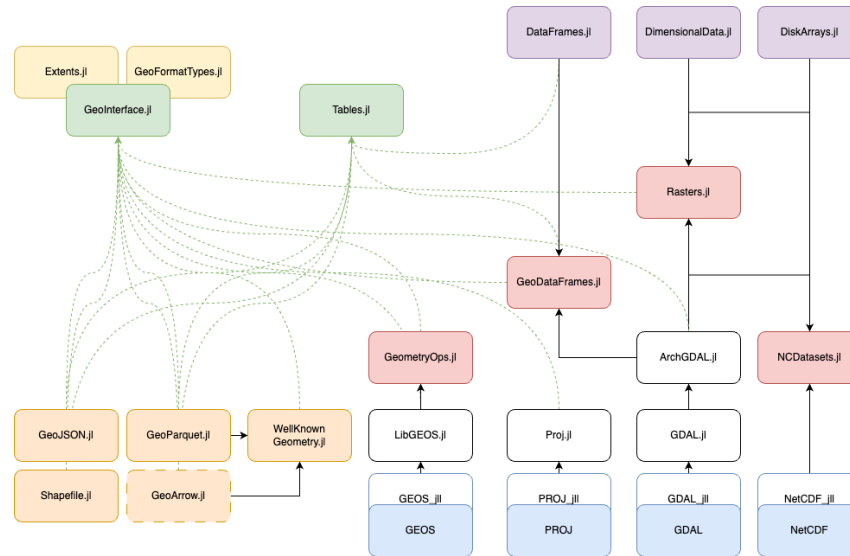 DataFrames.jl
DimensionalData.jl
DiskArrays.jl
Extents.jl
GeoFormatTypes.jl
GeoInterface.jl
Tables.jl
Rasters.jl
GeoDataFrames.jl
GeometryOps.jl
ArchGDAL.jl
NCDatasets.jl
GeoJSON.jl
GeoParquet.jl
WellKnown
Geometry.jl
LibGEOS.jl
Proj.jl
GDAL.jl
Shapefile.jl
GeoArrow.jl
GEOS_jll
PROJ_jll
GDAL_jll
NetCDF_jll
GEOS
PROJ
GDAL
NetCDF